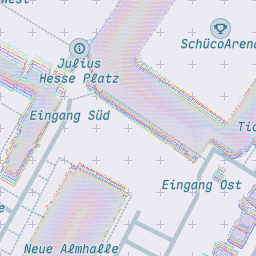 SchücoArena
Julius
Hesse Platz
Eingang Süd
Eingang Ost
Neue Almhalle